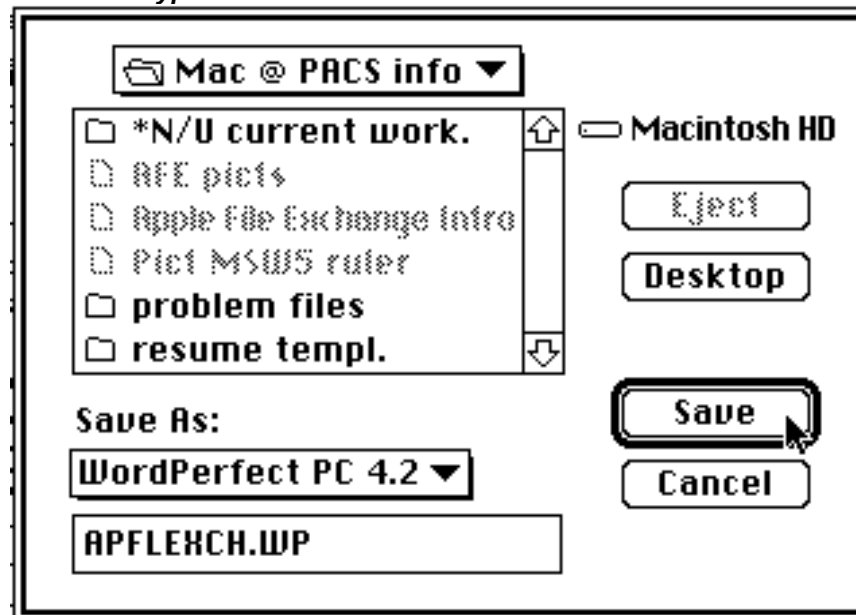 Mac @ PACS info
*N/U current work.
Macintosh HD
AFE picts
Apple File Exchange Intro
Eject
Pict MSW5 ruler
Desktop
problem files
resume templ.
Save As:
Save
WordPerfect PC 4.2
Cancel
APFLEXCH.WP